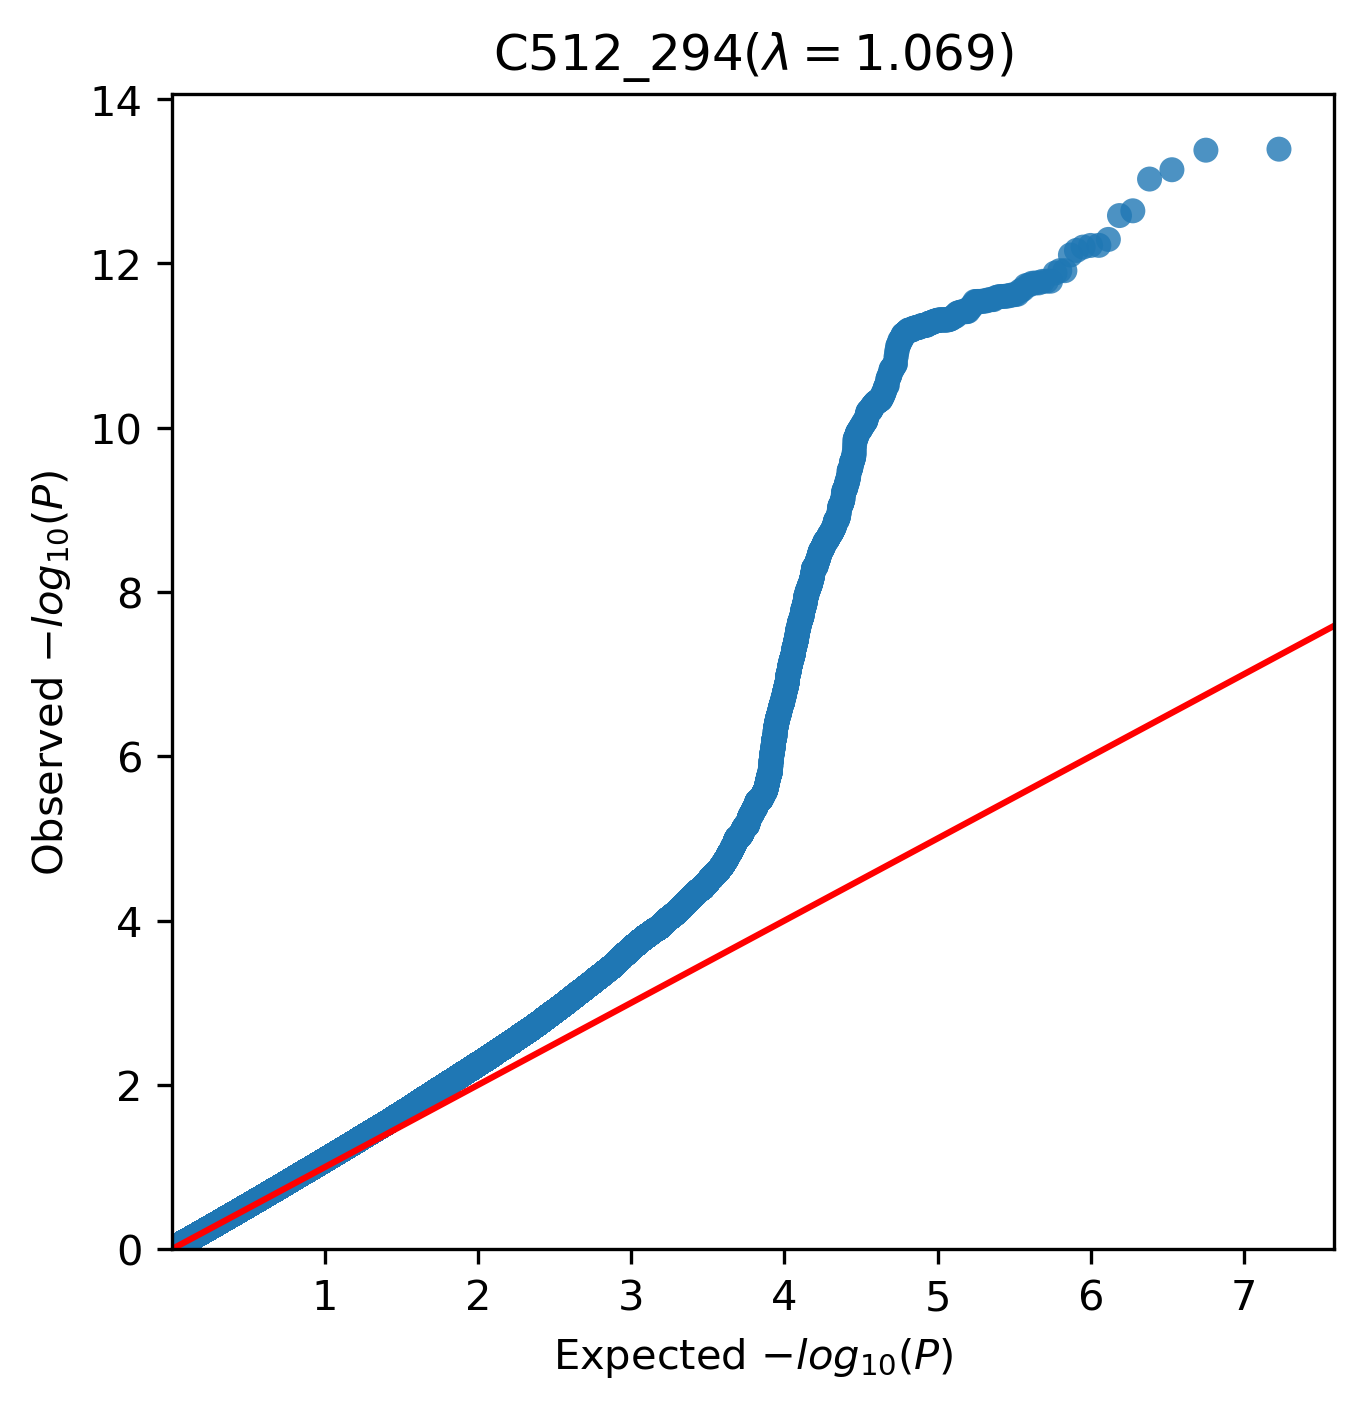 C512_294(λ = 1.069)
14
12
10
8
6
4
2
0
Observed −log₁₀(P)
1 2 3 4 5 6 7
Expected −log₁₀(P)